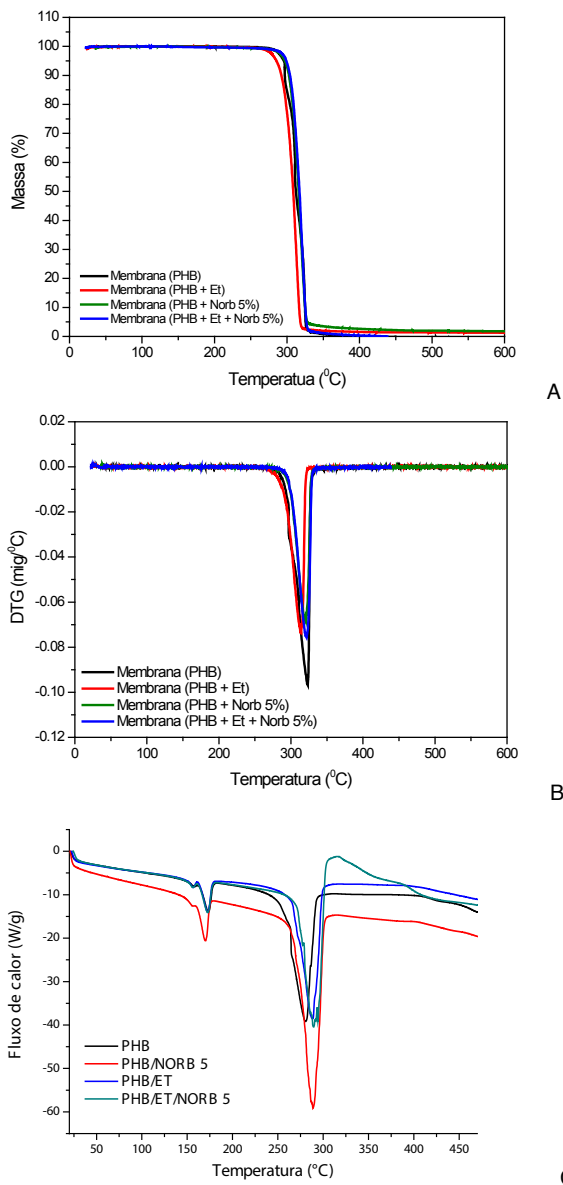 110
100
90
80
70
60
50
40
30
20
10
0
Massa (%)
Membrana (PHB)
Membrana (PHB + Et)
Membrana (PHB + Norb 5%)
Membrana (PHB + Et + Norb 5%)
0 100 200 300 400 500 600
Temperatua (⁰C)
A
0.02
0.00
-0.02
-0.04
-0.06
-0.08
-0.10
-0.12
DTG (mig/⁰C)
Membrana (PHB)
Membrana (PHB + Et)
Membrana (PHB + Norb 5%)
Membrana (PHB + Et + Norb 5%)
0 100 200 300 400 500 600
Temperatura (⁰C)
B
0
-10
-20
-30
-40
-50
-60
Fluxo de calor (W/g)
PHB
PHB/NORB 5
PHB/ET
PHB/ET/NORB 5
50 100 150 200 250 300 350 400 450
Temperatura (°C)